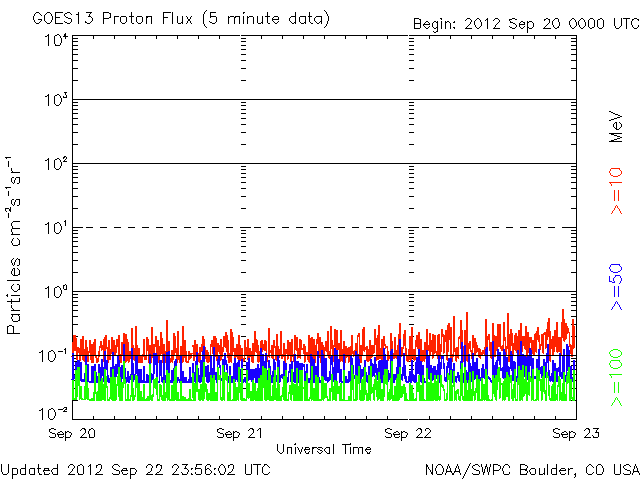 GOES13 Proton Flux (5 minute data)
Begin: 2012 Sep 20 0000 UTC
Particles cm⁻²s⁻¹sr⁻¹
10⁴
10³
10²
10¹
10⁰
10⁻¹
10⁻²
Sep 20 Sep 21 Sep 22 Sep 23
Universal Time
>=100 >=50 >=10 MeV
Updated 2012 Sep 22 23:56:02 UTC
NOAA/SWPC Boulder, CO USA